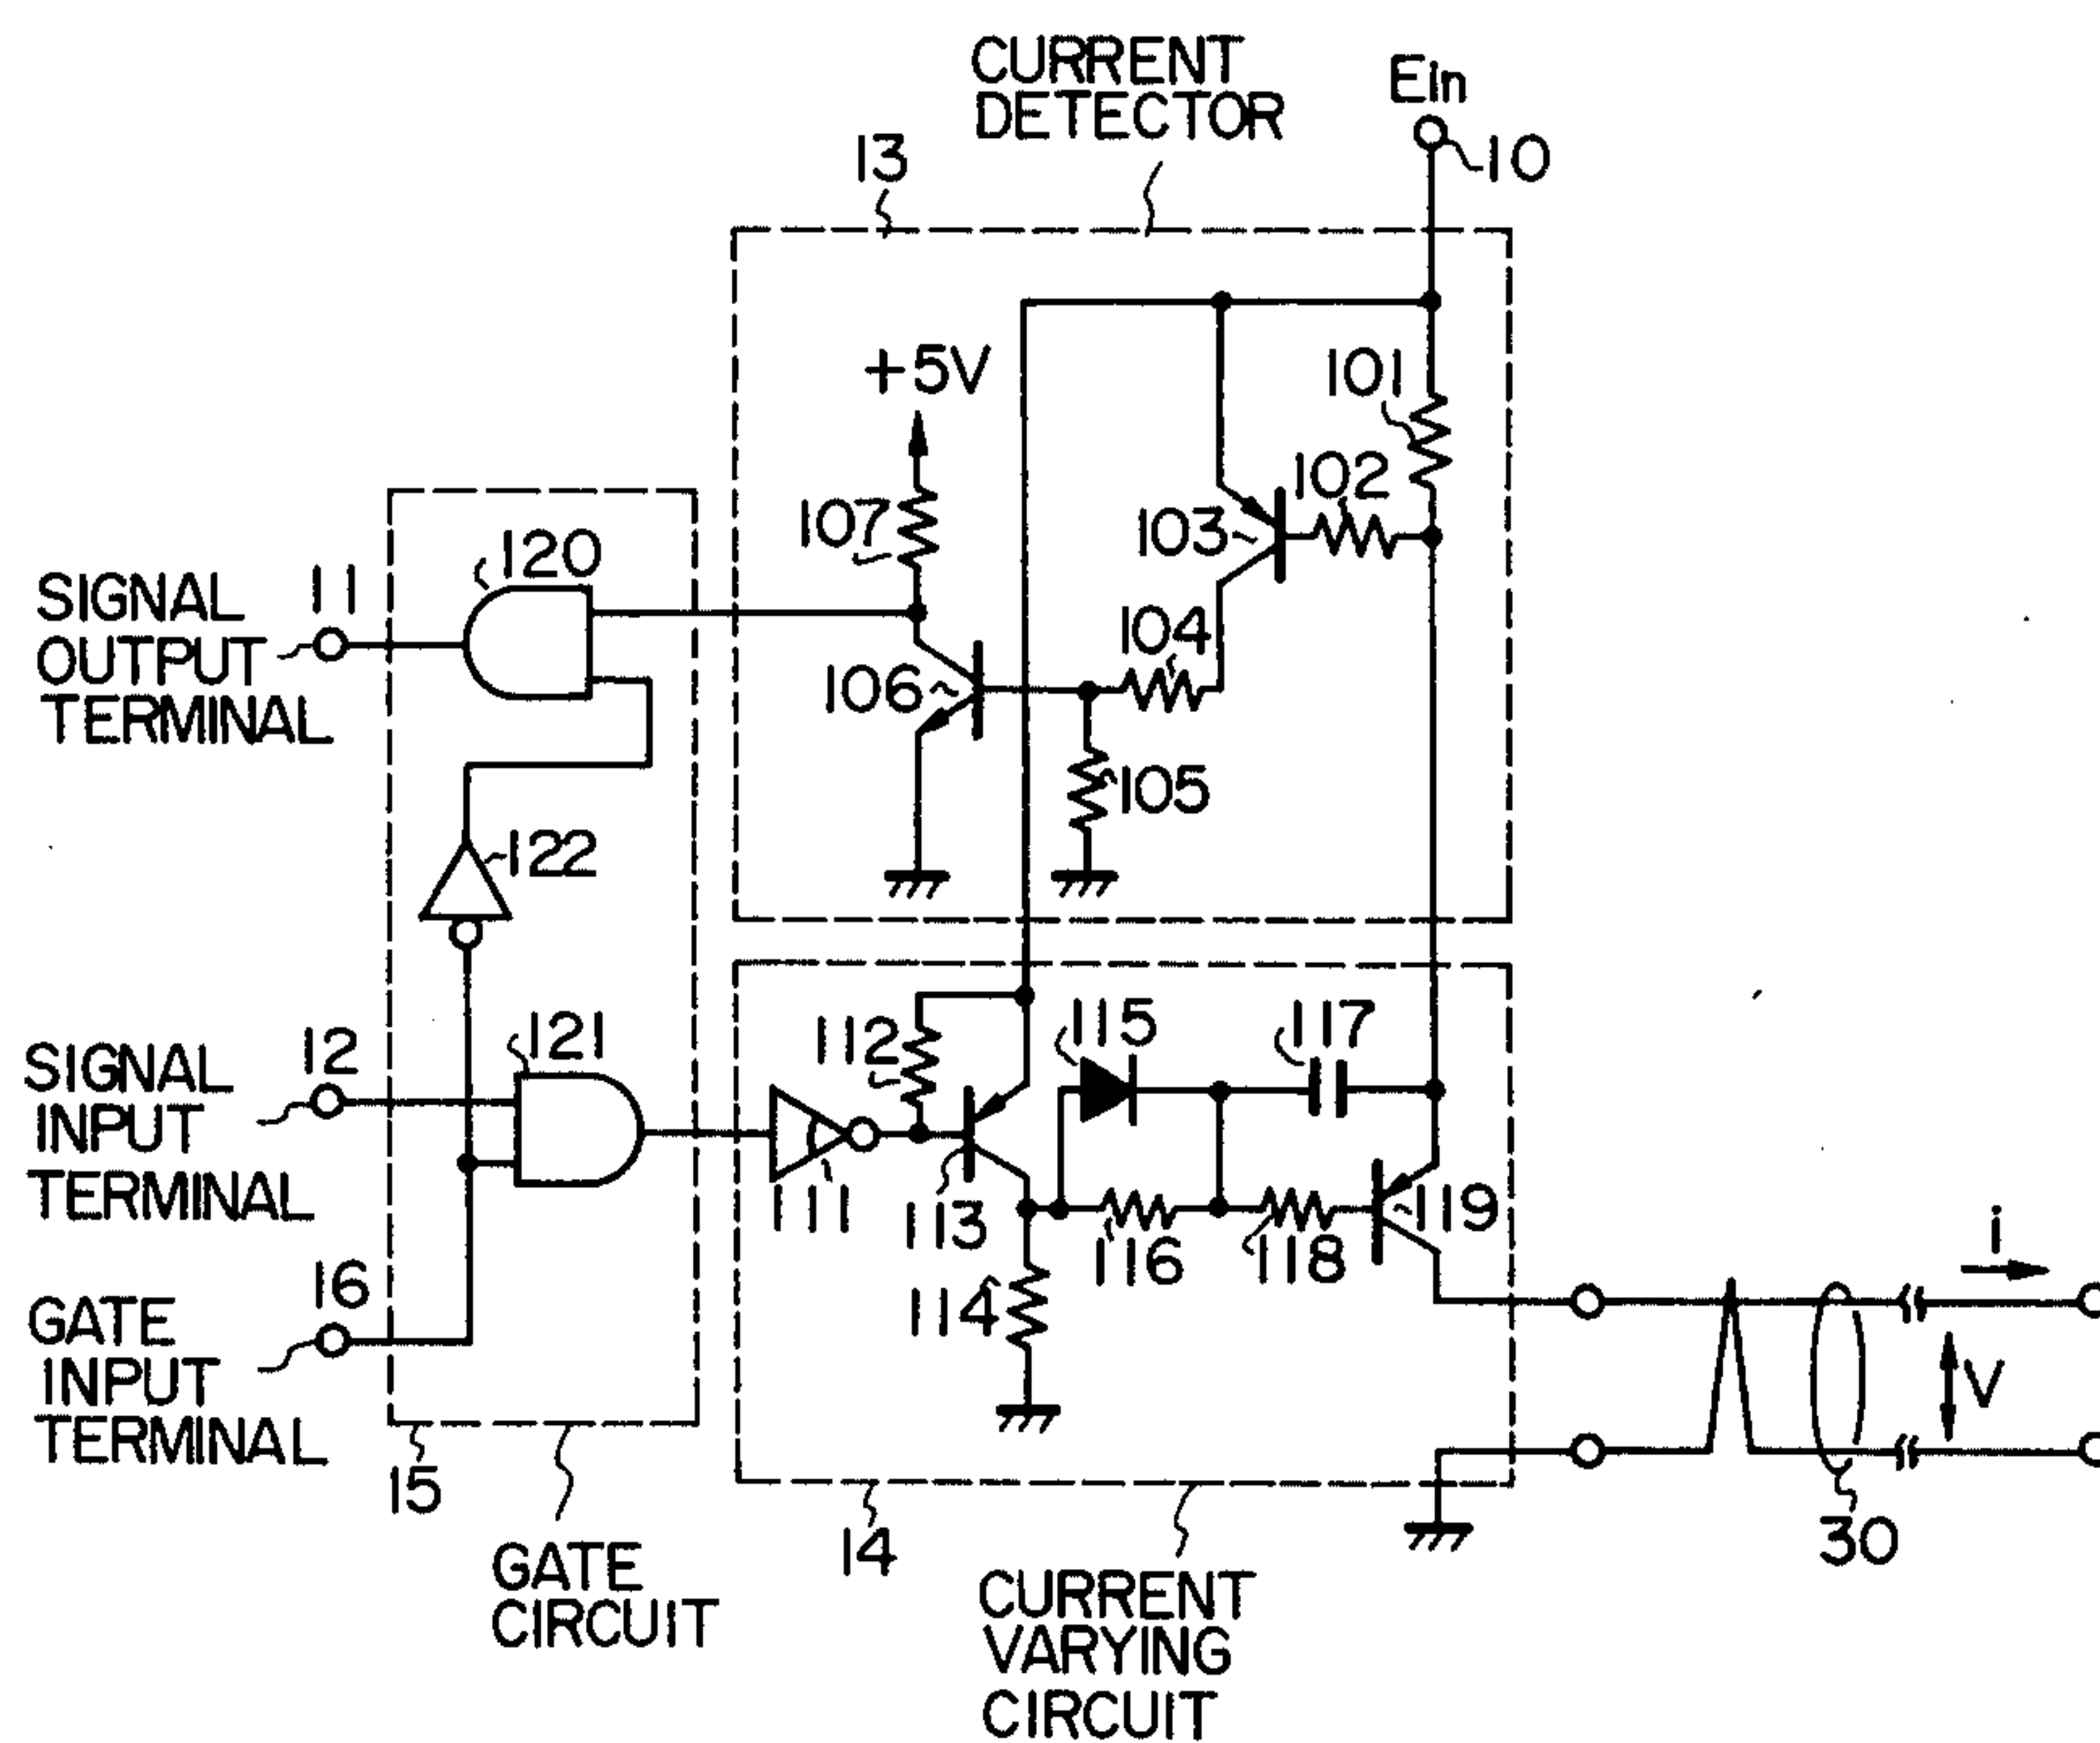 CURRENT
DETECTOR
Ein
13
10
+5V
101
102
107
103
120
11
SIGNAL
OUTPUT
TERMINAL
104
106
105
122
12
121
112
115
117
SIGNAL
INPUT
TERMINAL
111
113
119
16
116
118
i
114
GATE
INPUT
TERMINAL
V
15
14
30
GATE
CIRCUIT
CURRENT
VARYING
CIRCUIT